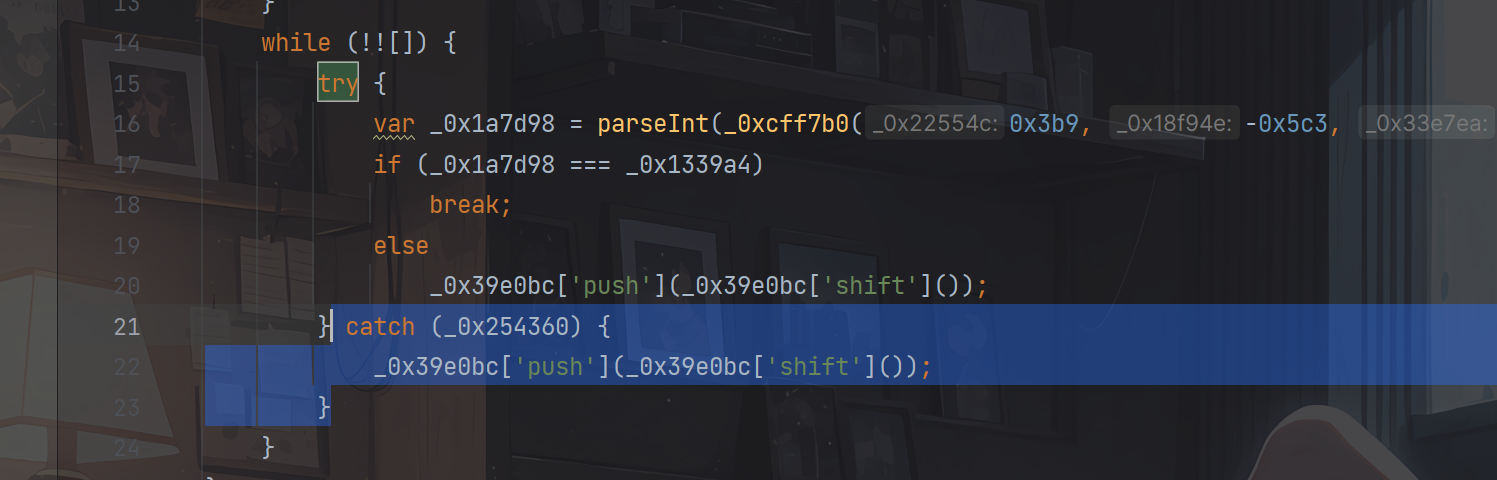 13 }
14 while (!![]) {
15 try {
16 var _0x1a7d98 = parseInt(_0xcff7b0( _0x22554c: 0x3b9, _0x18f94e: -0x5c3, _0x33e7ea:
17 if (_0x1a7d98 === _0x1339a4)
18 break;
19 else
20 _0x39e0bc['push'](_0x39e0bc['shift']());
21 } catch (_0x254360) {
22 _0x39e0bc['push'](_0x39e0bc['shift']());
23 }
24 }